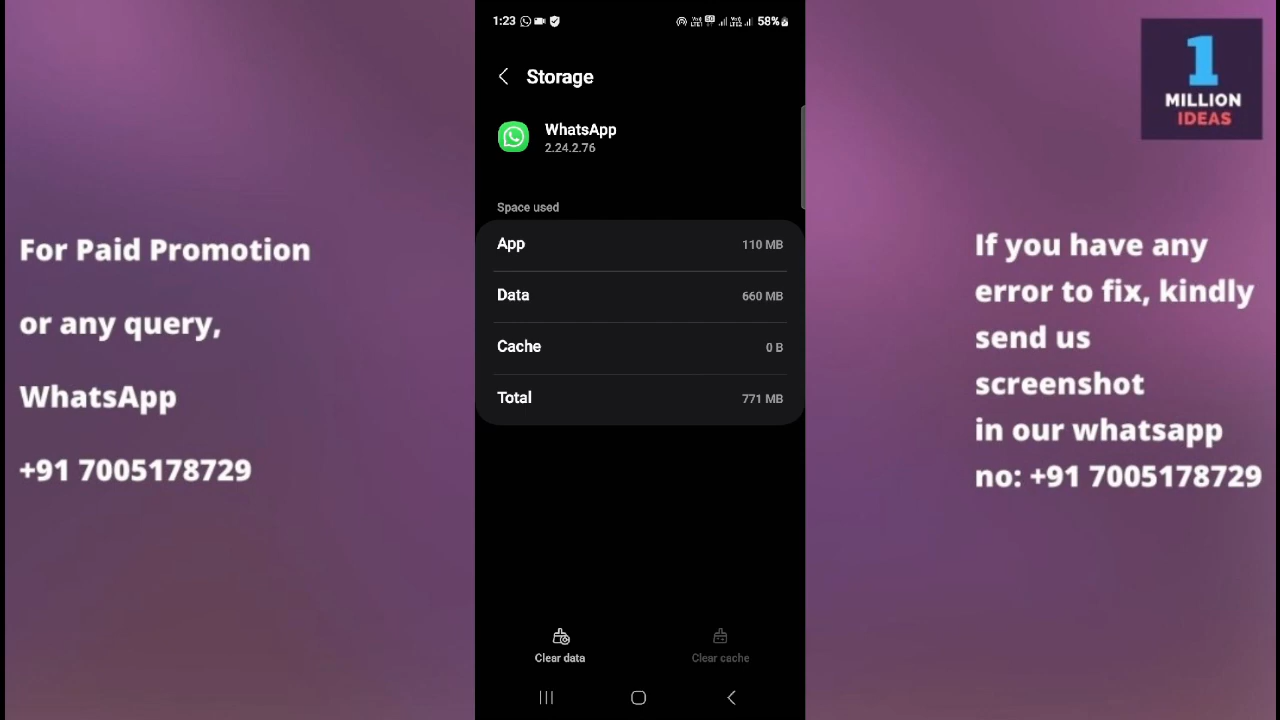 For Paid Promotion
or any query,
WhatsApp
+91 7005178729
1:23
58%
Storage
WhatsApp
2.24.2.76
Space used
App 110 MB
Data 660 MB
Cache 0 B
Total 771 MB
Clear data Clear cache
1
MILLION
IDEAS
If you have any
error to fix, kindly
send us
screenshot
in our whatsapp
no: +91 7005178729